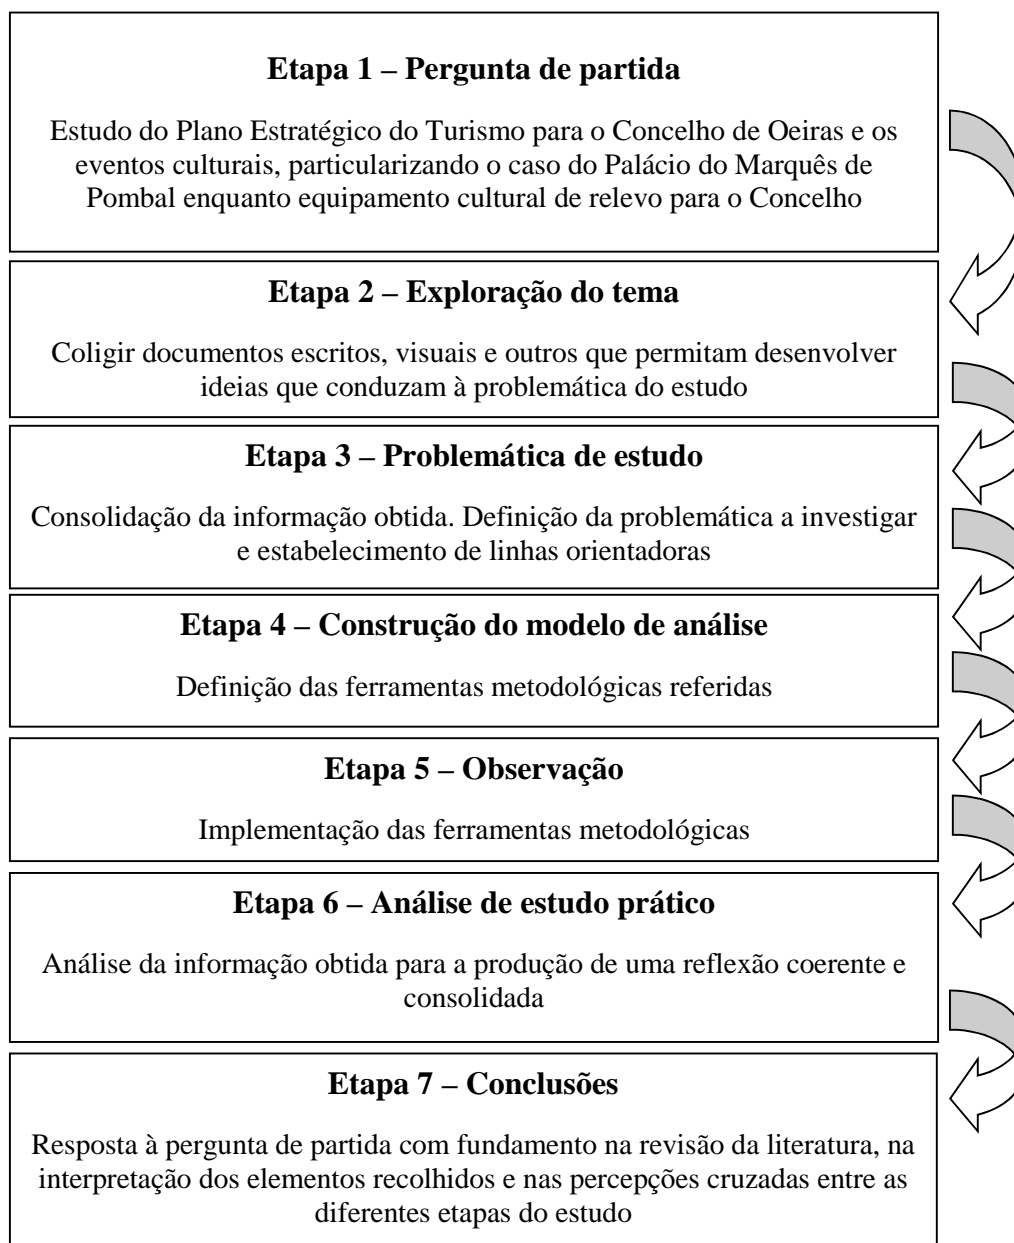 Etapa 1 – Pergunta de partida
Estudo do Plano Estratégico do Turismo para o Concelho de Oeiras e os
eventos culturais, particularizando o caso do Palácio do Marquês de
Pombal enquanto equipamento cultural de relevo para o Concelho
Etapa 2 – Exploração do tema
Coligir documentos escritos, visuais e outros que permitam desenvolver
ideias que conduzam à problemática do estudo
Etapa 3 – Problemática de estudo
Consolidação da informação obtida. Definição da problemática a investigar
e estabelecimento de linhas orientadoras
Etapa 4 – Construção do modelo de análise
Definição das ferramentas metodológicas referidas
Etapa 5 – Observação
Implementação das ferramentas metodológicas
Etapa 6 – Análise de estudo prático
Análise da informação obtida para a produção de uma reflexão coerente e
consolidada
Etapa 7 – Conclusões
Resposta à pergunta de partida com fundamento na revisão da literatura, na
interpretação dos elementos recolhidos e nas percepções cruzadas entre as
diferentes etapas do estudo